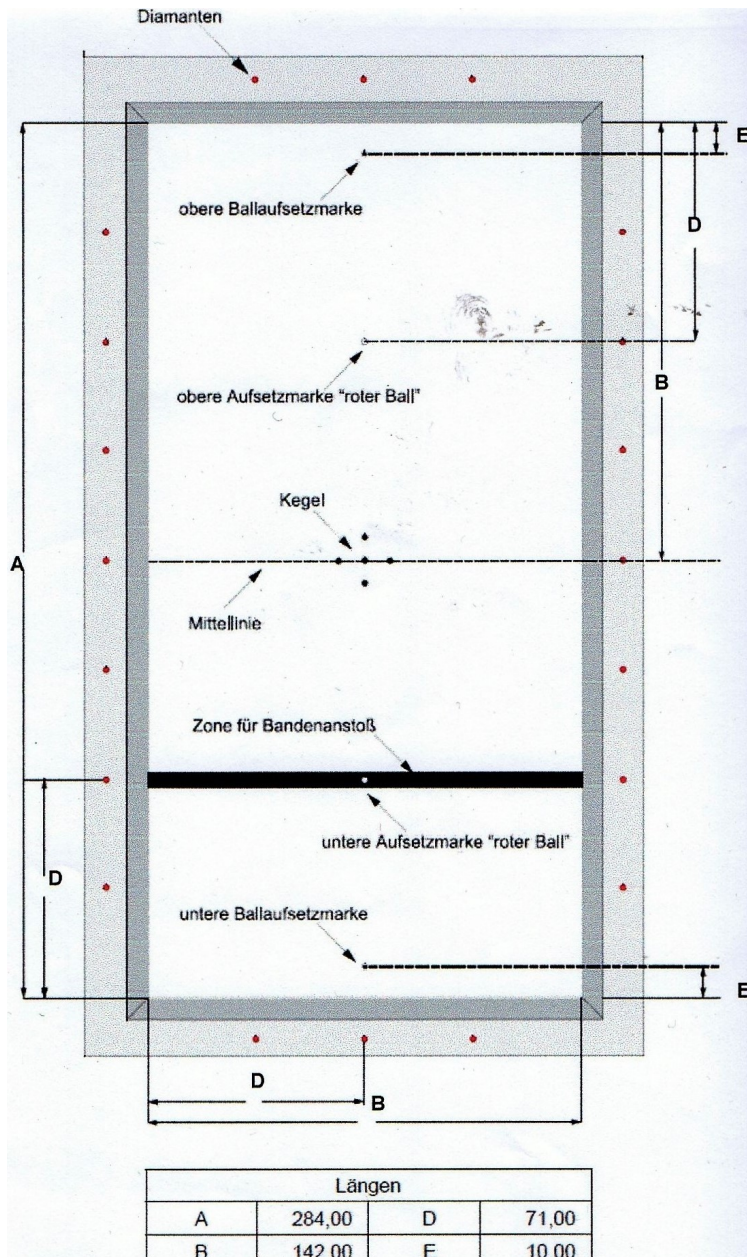 Diamanten
E
obere Ballaufsetzmarke
D
B
obere Aufsetzmarke "roter Ball"
Kegel
A
Mittellinie
Zone für Bandenanstoß
untere Aufsetzmarke "roter Ball"
D
untere Ballaufsetzmarke
E
D
B
Längen
A 284,00 D 71,00
B 142,00 E 10,00